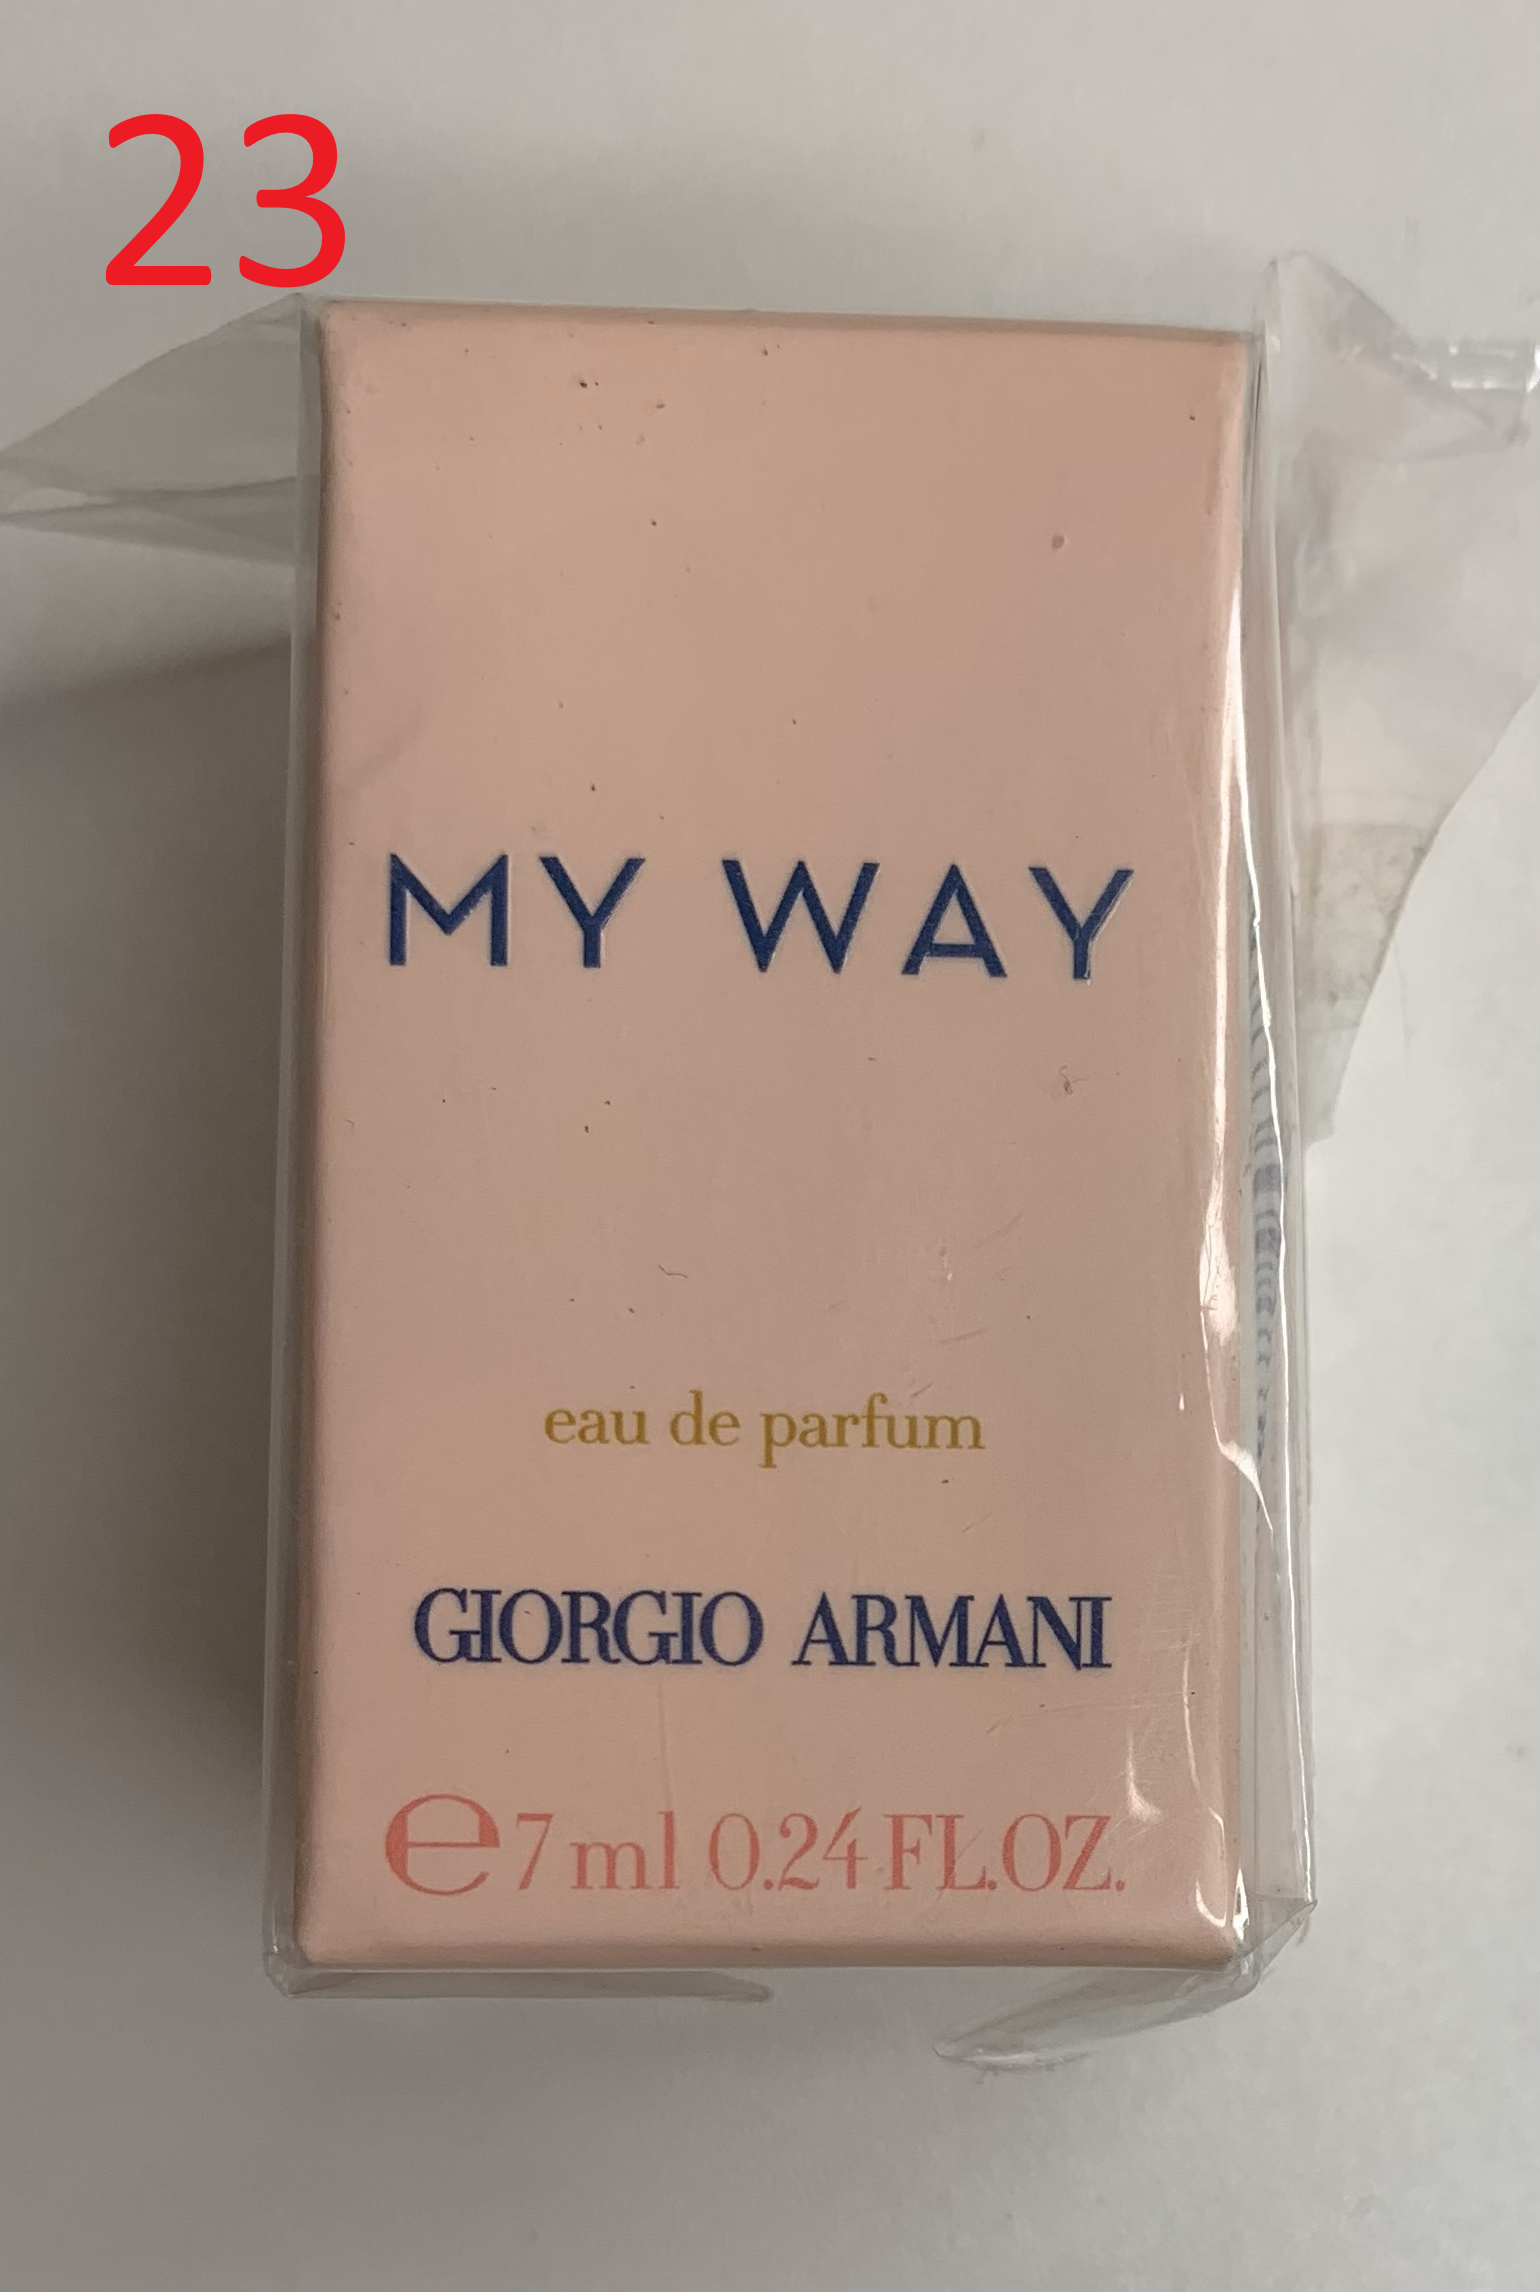 23
MY WAY
eau de parfum
GIORGIO ARMANI
℮ 7 ml 0.24 FL.OZ.